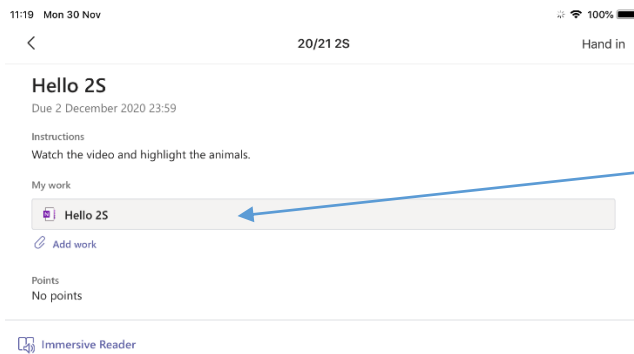 11:19 Mon 30 Nov 100%
20/21 2S Hand in
Hello 2S
Due 2 December 2020 23:59
Instructions
Watch the video and highlight the animals.
My work
Hello 2S
Add work
Points
No points
Immersive Reader